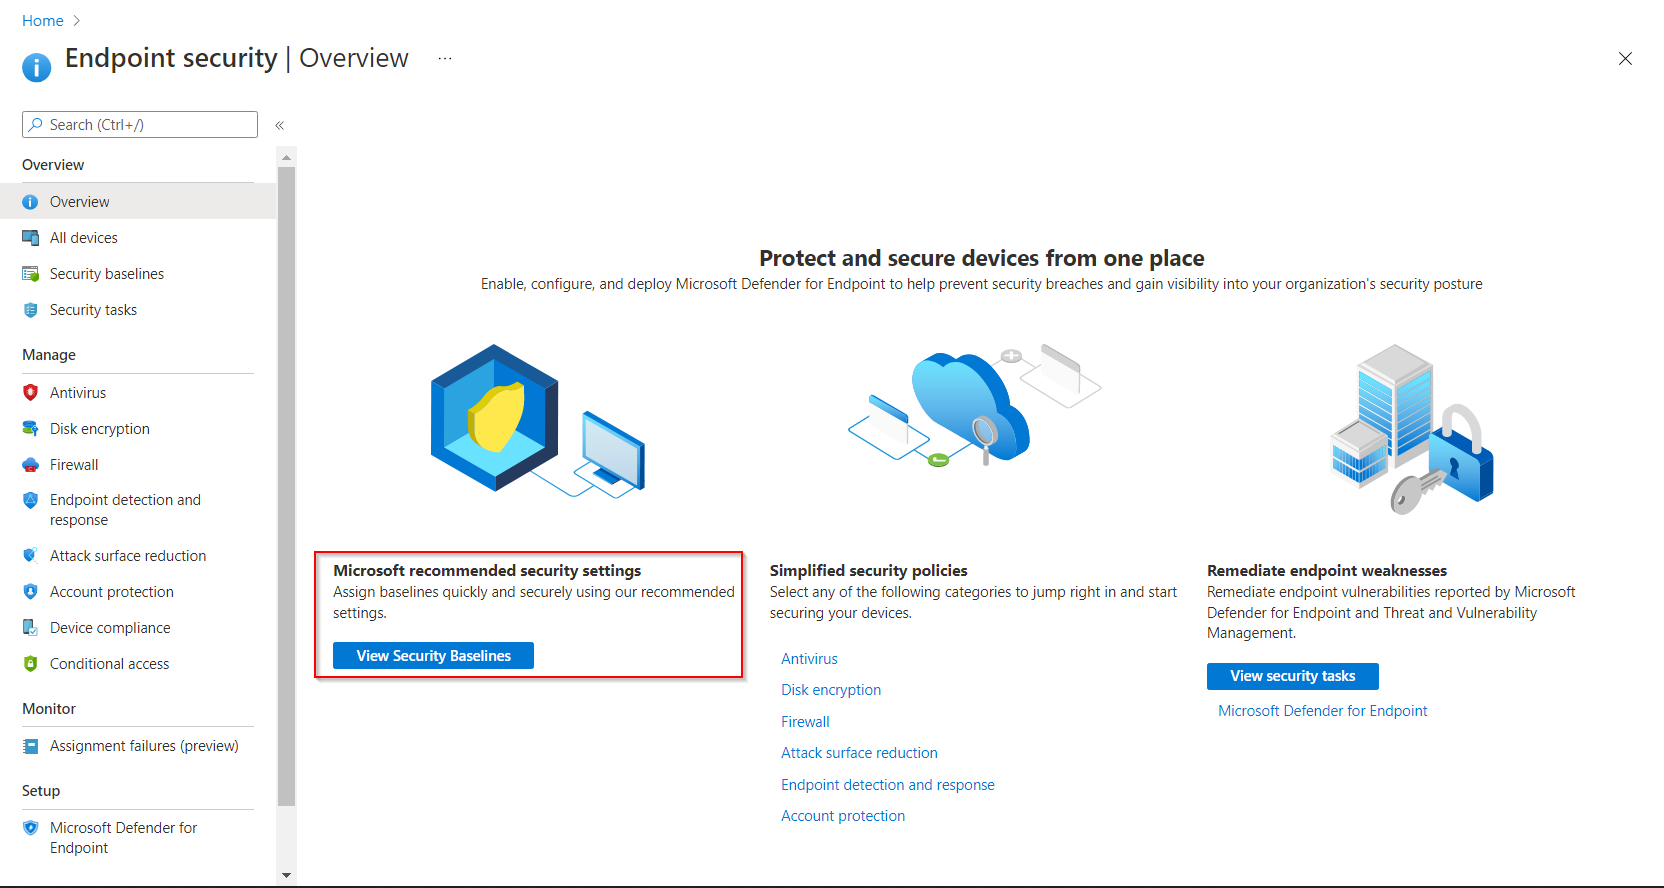 Home >
Endpoint security | Overview ...
Search (Ctrl+/) «
Overview
Overview
All devices
Security baselines
Security tasks
Manage
Antivirus
Disk encryption
Firewall
Endpoint detection and
response
Attack surface reduction
Account protection
Device compliance
Conditional access
Monitor
Assignment failures (preview)
Setup
Microsoft Defender for
Endpoint
Protect and secure devices from one place
Enable, configure, and deploy Microsoft Defender for Endpoint to help prevent security breaches and gain visibility into your organization's security posture
Microsoft recommended security settings
Assign baselines quickly and securely using our recommended
settings.
View Security Baselines
Simplified security policies
Select any of the following categories to jump right in and start
securing your devices.
Antivirus
Disk encryption
Firewall
Attack surface reduction
Endpoint detection and response
Account protection
Remediate endpoint weaknesses
Remediate endpoint vulnerabilities reported by Microsoft
Defender for Endpoint and Threat and Vulnerability
Management.
View security tasks
Microsoft Defender for Endpoint